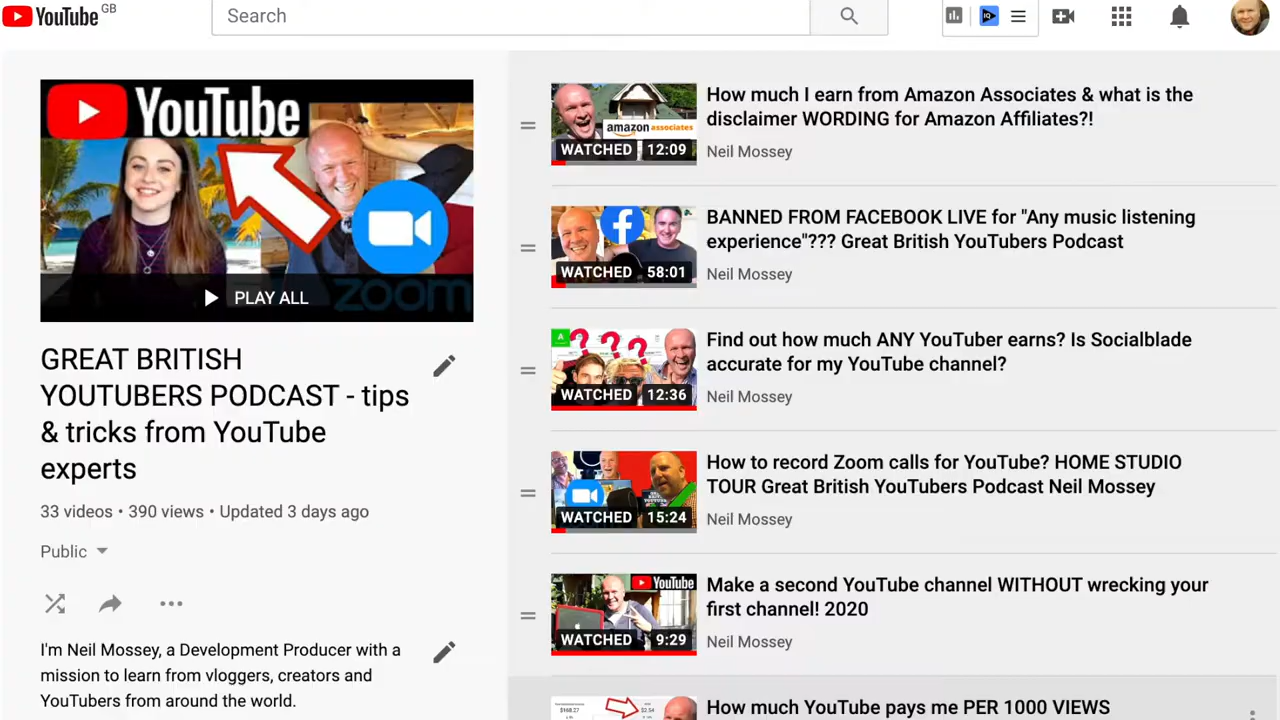 YouTube GB
Search
YouTube
zoom
PLAY ALL
GREAT BRITISH
YOUTUBERS PODCAST - tips
& tricks from YouTube
experts
33 videos • 390 views • Updated 3 days ago
Public
I'm Neil Mossey, a Development Producer with a
mission to learn from vloggers, creators and
YouTubers from around the world.
amazon associates
WATCHED 12:09
How much I earn from Amazon Associates & what is the
disclaimer WORDING for Amazon Affiliates?!
Neil Mossey
WATCHED 58:01
BANNED FROM FACEBOOK LIVE for "Any music listening
experience"??? Great British YouTubers Podcast
Neil Mossey
WATCHED 12:36
Find out how much ANY YouTuber earns? Is Socialblade
accurate for my YouTube channel?
Neil Mossey
WATCHED 15:24
How to record Zoom calls for YouTube? HOME STUDIO
TOUR Great British YouTubers Podcast Neil Mossey
Neil Mossey
YouTube
WATCHED 9:29
Make a second YouTube channel WITHOUT wrecking your
first channel! 2020
Neil Mossey
$168.27
$2.54
How much YouTube pays me PER 1000 VIEWS